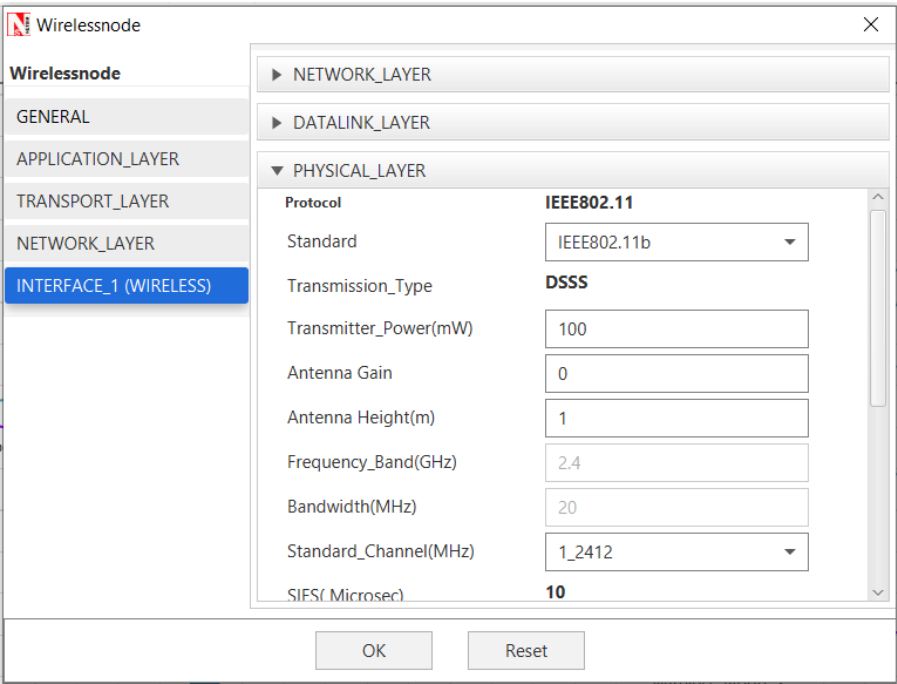 Wirelessnode
Wirelessnode
GENERAL
APPLICATION_LAYER
TRANSPORT_LAYER
NETWORK_LAYER
INTERFACE_1 (WIRELESS)
NETWORK_LAYER
DATALINK_LAYER
PHYSICAL_LAYER
Protocol IEEE802.11
Standard IEEE802.11b
Transmission_Type DSSS
Transmitter_Power(mW) 100
Antenna Gain 0
Antenna Height(m) 1
Frequency_Band(GHz) 2.4
Bandwidth(MHz) 20
Standard_Channel(MHz) 1_2412
SIFS( Microsec) 10
OK Reset